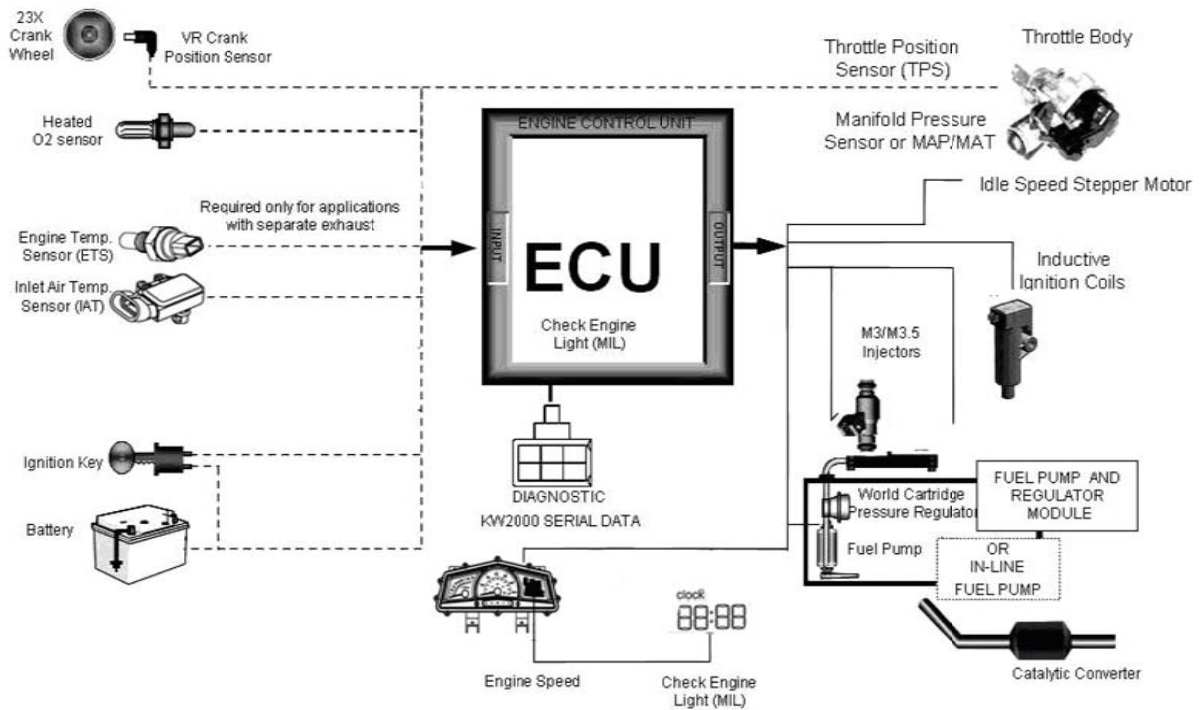 23X
Crank
Wheel
VR Crank
Position Sensor
Throttle Position
Sensor (TPS)
Throttle Body
Heated
O2 sensor
ENGINE CONTROL UNIT
Manifold Pressure
Sensor or MAP/MAT
Idle Speed Stepper Motor
Required only for applications
with separate exhaust
Engine Temp.
Sensor (ETS)
INPUT
ECU
OUTPUT
Inlet Air Temp.
Sensor (IAT)
Inductive
Ignition Coils
Check Engine
Light (MIL)
M3/M3.5
Injectors
Ignition Key
DIAGNOSTIC
KW2000 SERIAL DATA
World Cartridge
Pressure Regulator
FUEL PUMP AND
REGULATOR
MODULE
Battery
Fuel Pump
OR
IN-LINE
FUEL PUMP
clock
88:88
Engine Speed
Check Engine
Light (MIL)
Catalytic Converter